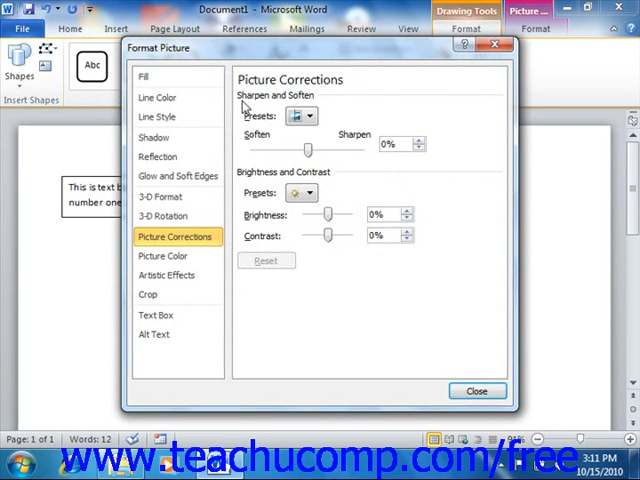 Document1 - Microsoft Word
Drawing Tools
Picture ...
File Home Insert Page Layout References Mailings Review View Format Format
Shapes
Abc
Insert Shapes
Format Picture
Fill
Line Color
Line Style
Shadow
Reflection
Glow and Soft Edges
3-D Format
3-D Rotation
Picture Corrections
Picture Color
Artistic Effects
Crop
Text Box
Alt Text
Picture Corrections
Sharpen and Soften
Presets:
Soften Sharpen
0%
Brightness and Contrast
Presets:
Brightness: 0%
Contrast: 0%
Reset
Close
This is text b
number one
Page: 1 of 1 Words: 12 91%
www.teachucomp.com/free
3:11 PM
10/15/2010